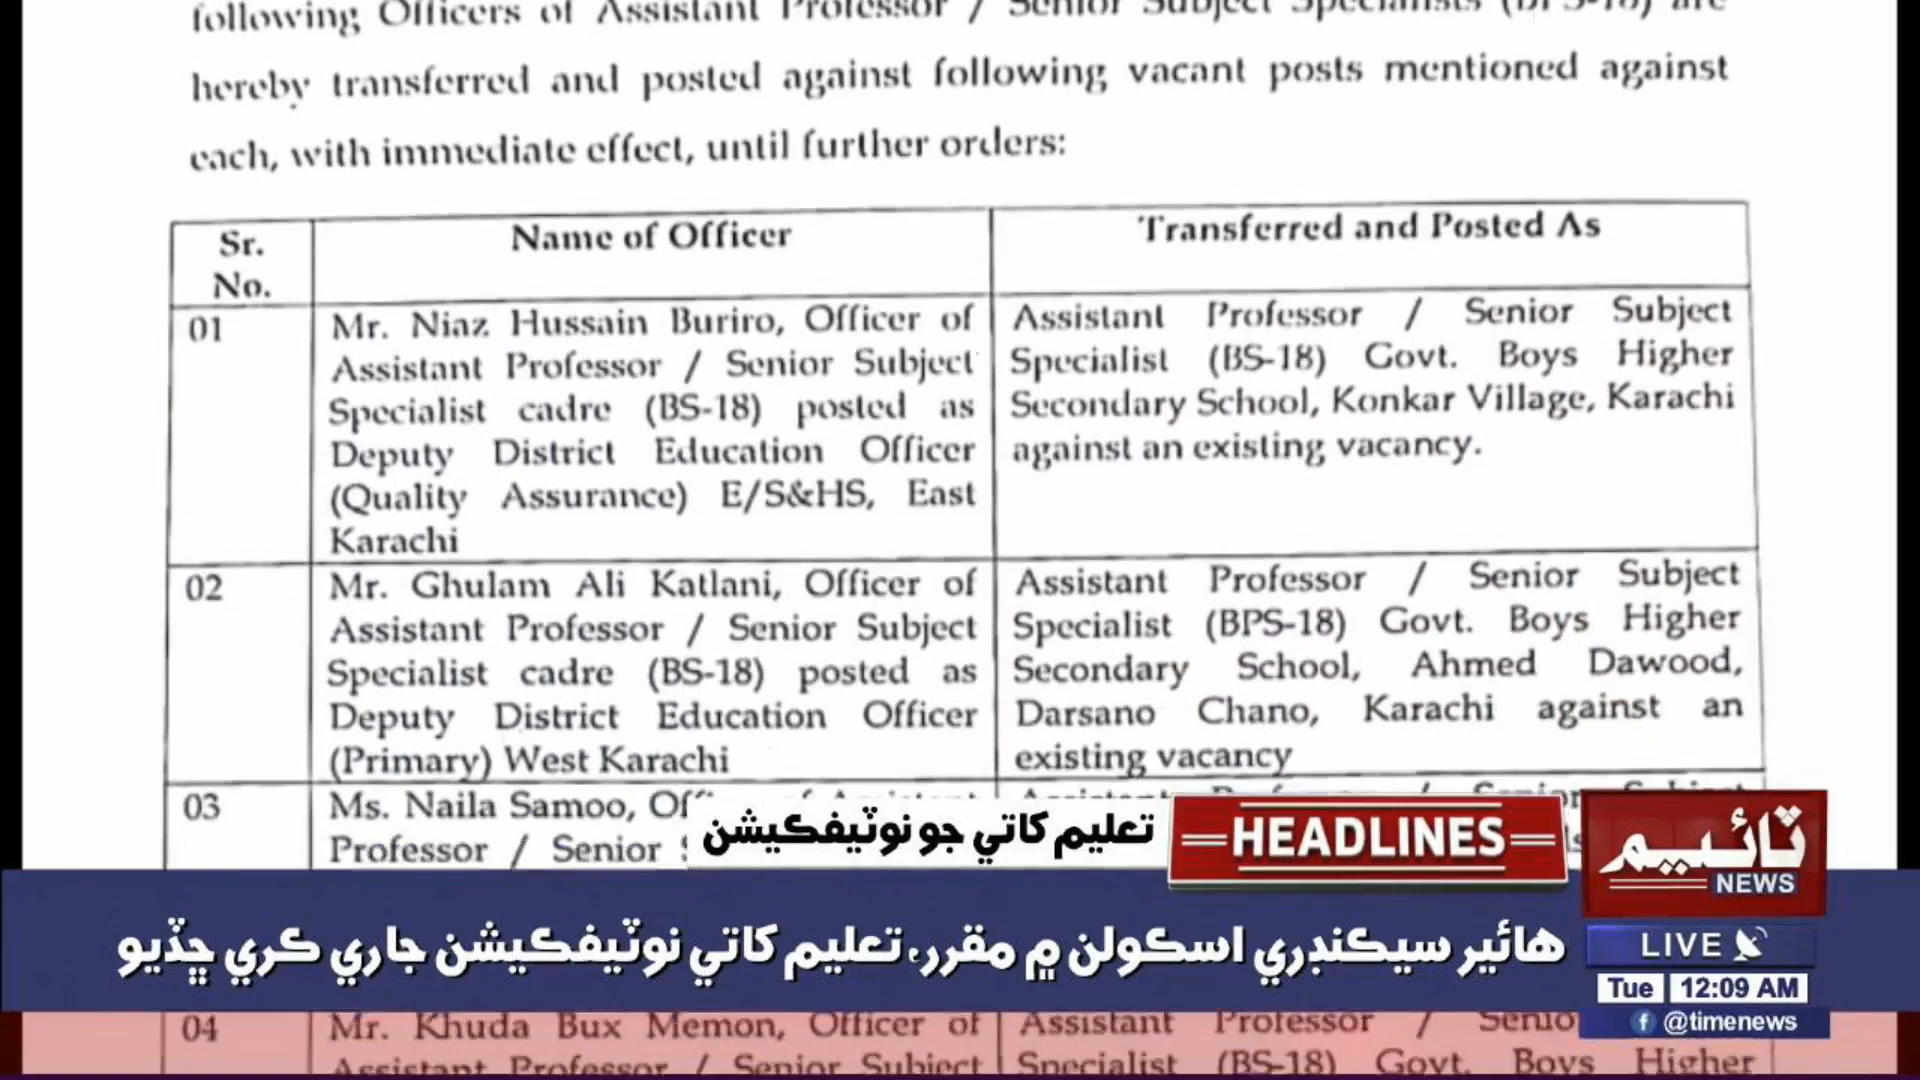 following Officers of Assistant Professor / Senior Subject Specialists (BPS-18) are
hereby transferred and posted against following vacant posts mentioned against
each, with immediate effect, until further orders:
Sr. No.
Name of Officer
Transferred and Posted As
01
Mr. Niaz Hussain Buriro, Officer of
Assistant Professor / Senior Subject
Specialist cadre (BS-18) posted as
Deputy District Education Officer
(Quality Assurance) E/S&HS, East
Karachi
Assistant Professor / Senior Subject
Specialist (BS-18) Govt. Boys Higher
Secondary School, Konkar Village, Karachi
against an existing vacancy.
02
Mr. Ghulam Ali Katlani, Officer of
Assistant Professor / Senior Subject
Specialist cadre (BS-18) posted as
Deputy District Education Officer
(Primary) West Karachi
Assistant Professor / Senior Subject
Specialist (BPS-18) Govt. Boys Higher
Secondary School, Ahmed Dawood,
Darsano Chano, Karachi against an
existing vacancy
03
Ms. Naila Samoo,
Professor / Senior
تعليم کاتي جو نوٽيفڪيشن
HEADLINES
ٽائيم
NEWS
هائير سيڪنڊري اسڪولن ۾ مقرر، تعليم کاتي نوٽيفڪيشن جاري ڪري ڇڏيو
LIVE
Tue 12:09 AM
@timenews
04
Mr. Khuda Bux Memon, Officer of
Assistant Professor / Senior Subject
Assistant Professor / Senio
Specialist (BS-18) Govt. Boys Higher